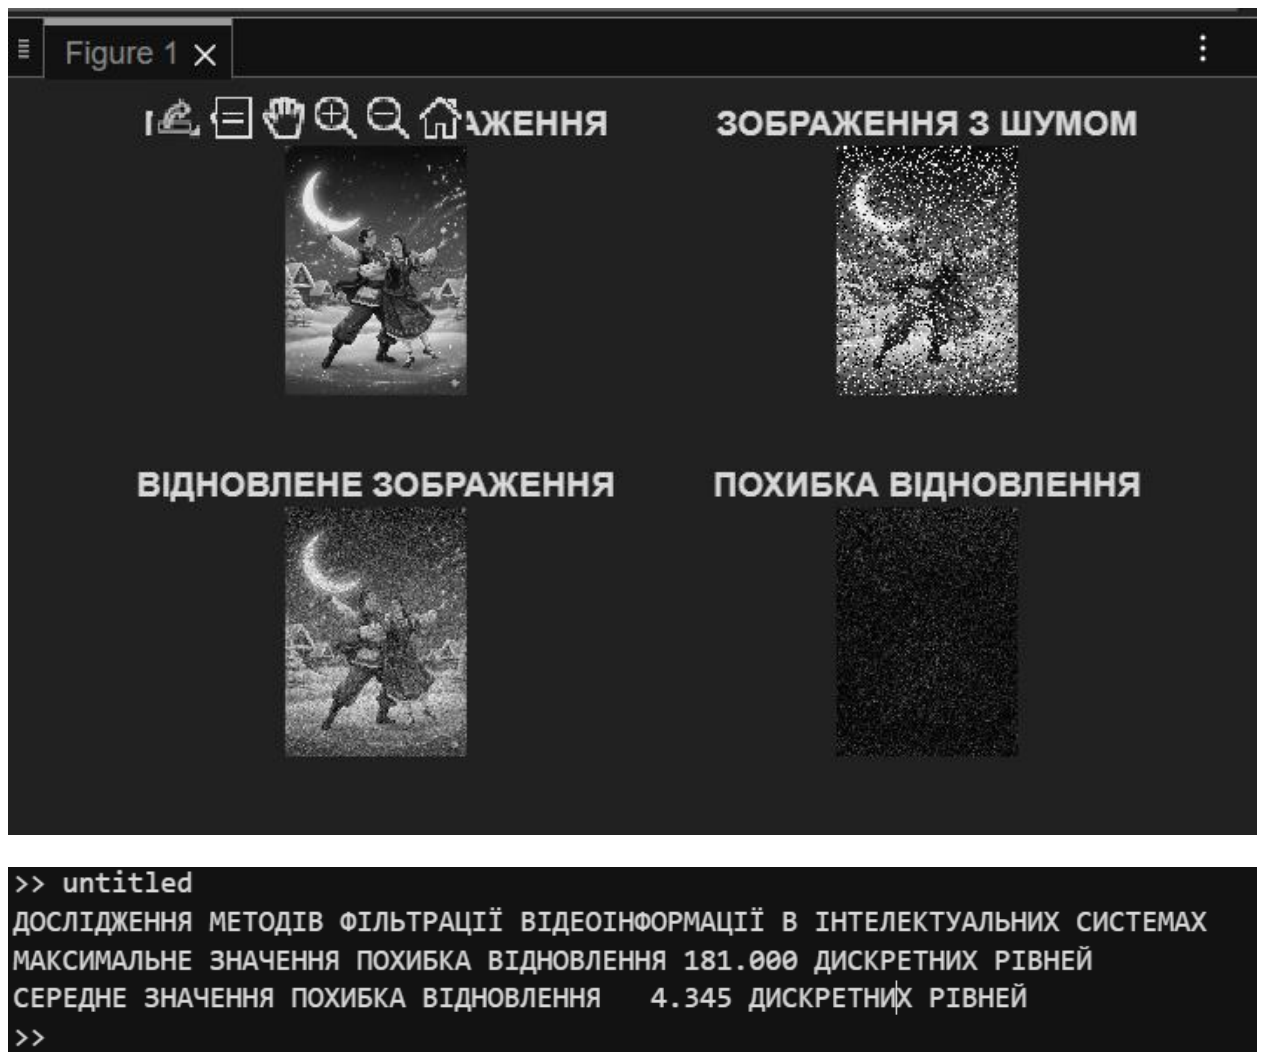 Figure 1
ЗОБРАЖЕННЯ З ШУМОМ
ВІДНОВЛЕНЕ ЗОБРАЖЕННЯ
ПОХИБКА ВІДНОВЛЕННЯ
>> untitled
ДОСЛІДЖЕННЯ МЕТОДІВ ФІЛЬТРАЦІЇ ВІДЕОІНФОРМАЦІЇ В ІНТЕЛЕКТУАЛЬНИХ СИСТЕМАХ
МАКСИМАЛЬНЕ ЗНАЧЕННЯ ПОХИБКА ВІДНОВЛЕННЯ 181.000 ДИСКРЕТНИХ РІВНЕЙ
СЕРЕДНЕ ЗНАЧЕННЯ ПОХИБКА ВІДНОВЛЕННЯ   4.345 ДИСКРЕТНИХ РІВНЕЙ
>>